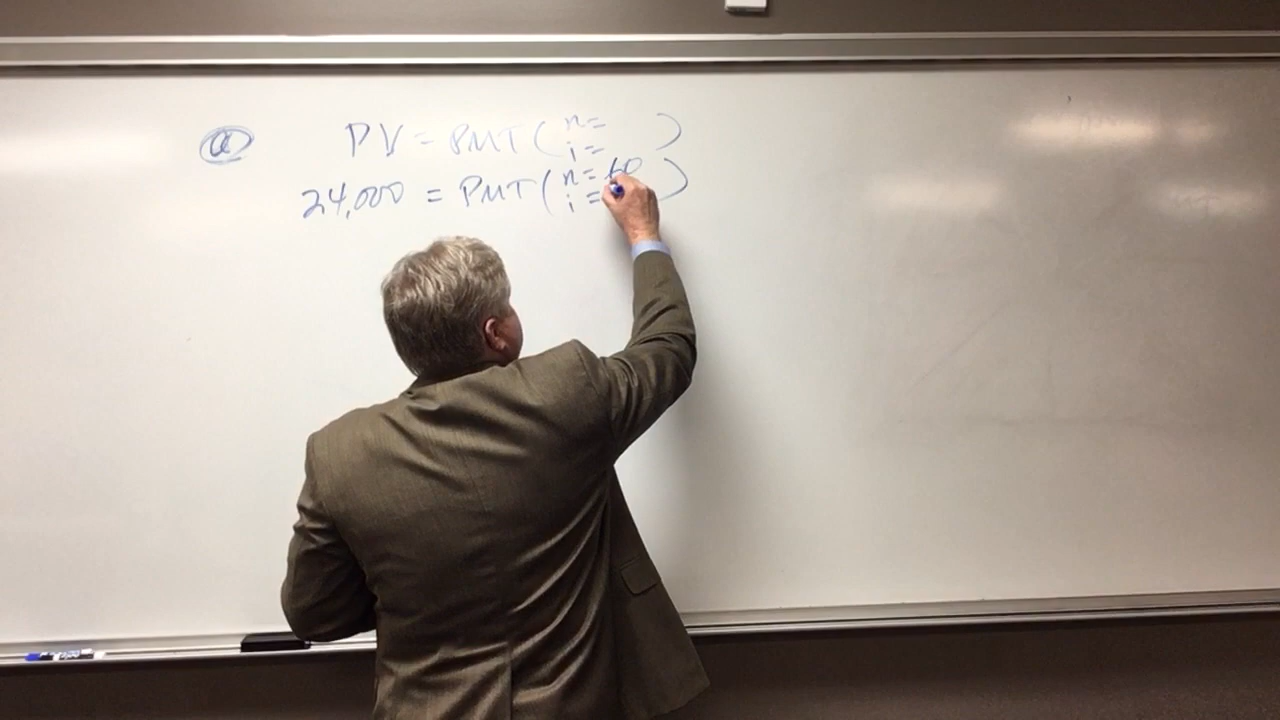 a PV = PMT ( n=
i= )
24,000 = PMT ( n= 60
i= )